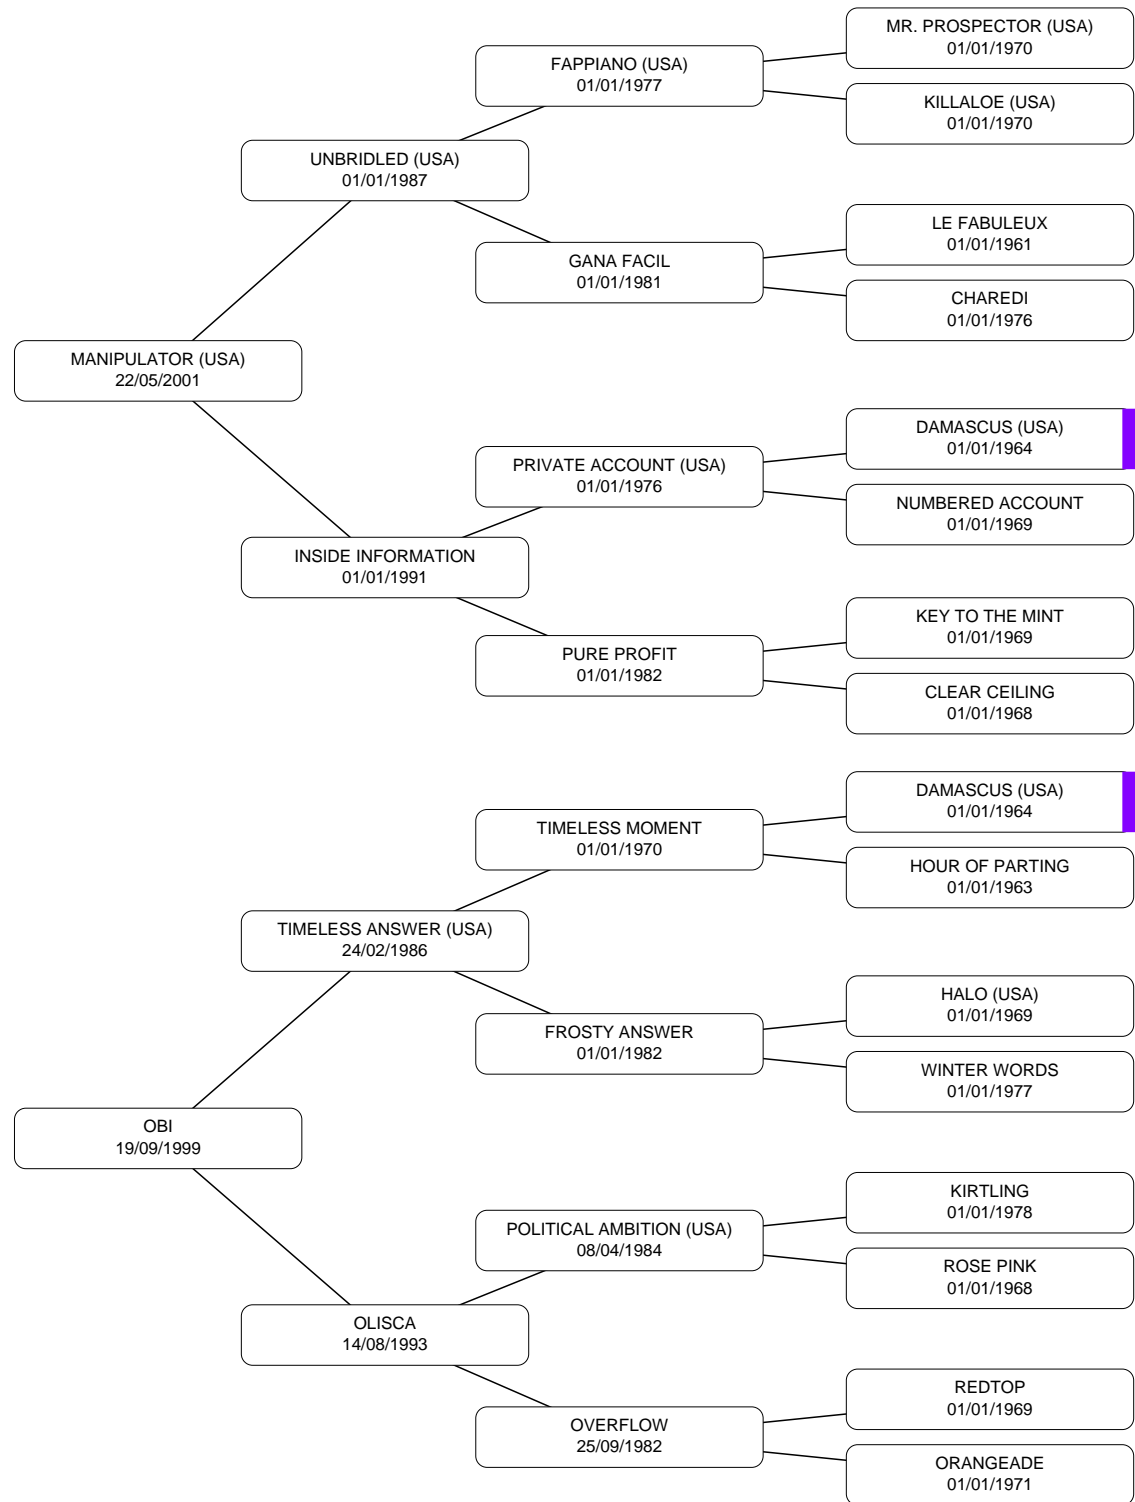 MR. PROSPECTOR (USA)
01/01/1970
FAPPIANO (USA)
01/01/1977
KILLALOE (USA)
01/01/1970
UNBRIDLED (USA)
01/01/1987
LE FABULEUX
01/01/1961
GANA FACIL
01/01/1981
CHAREDI
01/01/1976
MANIPULATOR (USA)
22/05/2001
DAMASCUS (USA)
01/01/1964
PRIVATE ACCOUNT (USA)
01/01/1976
NUMBERED ACCOUNT
01/01/1969
INSIDE INFORMATION
01/01/1991
KEY TO THE MINT
01/01/1969
PURE PROFIT
01/01/1982
CLEAR CEILING
01/01/1968
DAMASCUS (USA)
01/01/1964
TIMELESS MOMENT
01/01/1970
HOUR OF PARTING
01/01/1963
TIMELESS ANSWER (USA)
24/02/1986
HALO (USA)
01/01/1969
FROSTY ANSWER
01/01/1982
WINTER WORDS
01/01/1977
OBI
19/09/1999
KIRTLING
01/01/1978
POLITICAL AMBITION (USA)
08/04/1984
ROSE PINK
01/01/1968
OLISCA
14/08/1993
REDTOP
01/01/1969
OVERFLOW
25/09/1982
ORANGEADE
01/01/1971